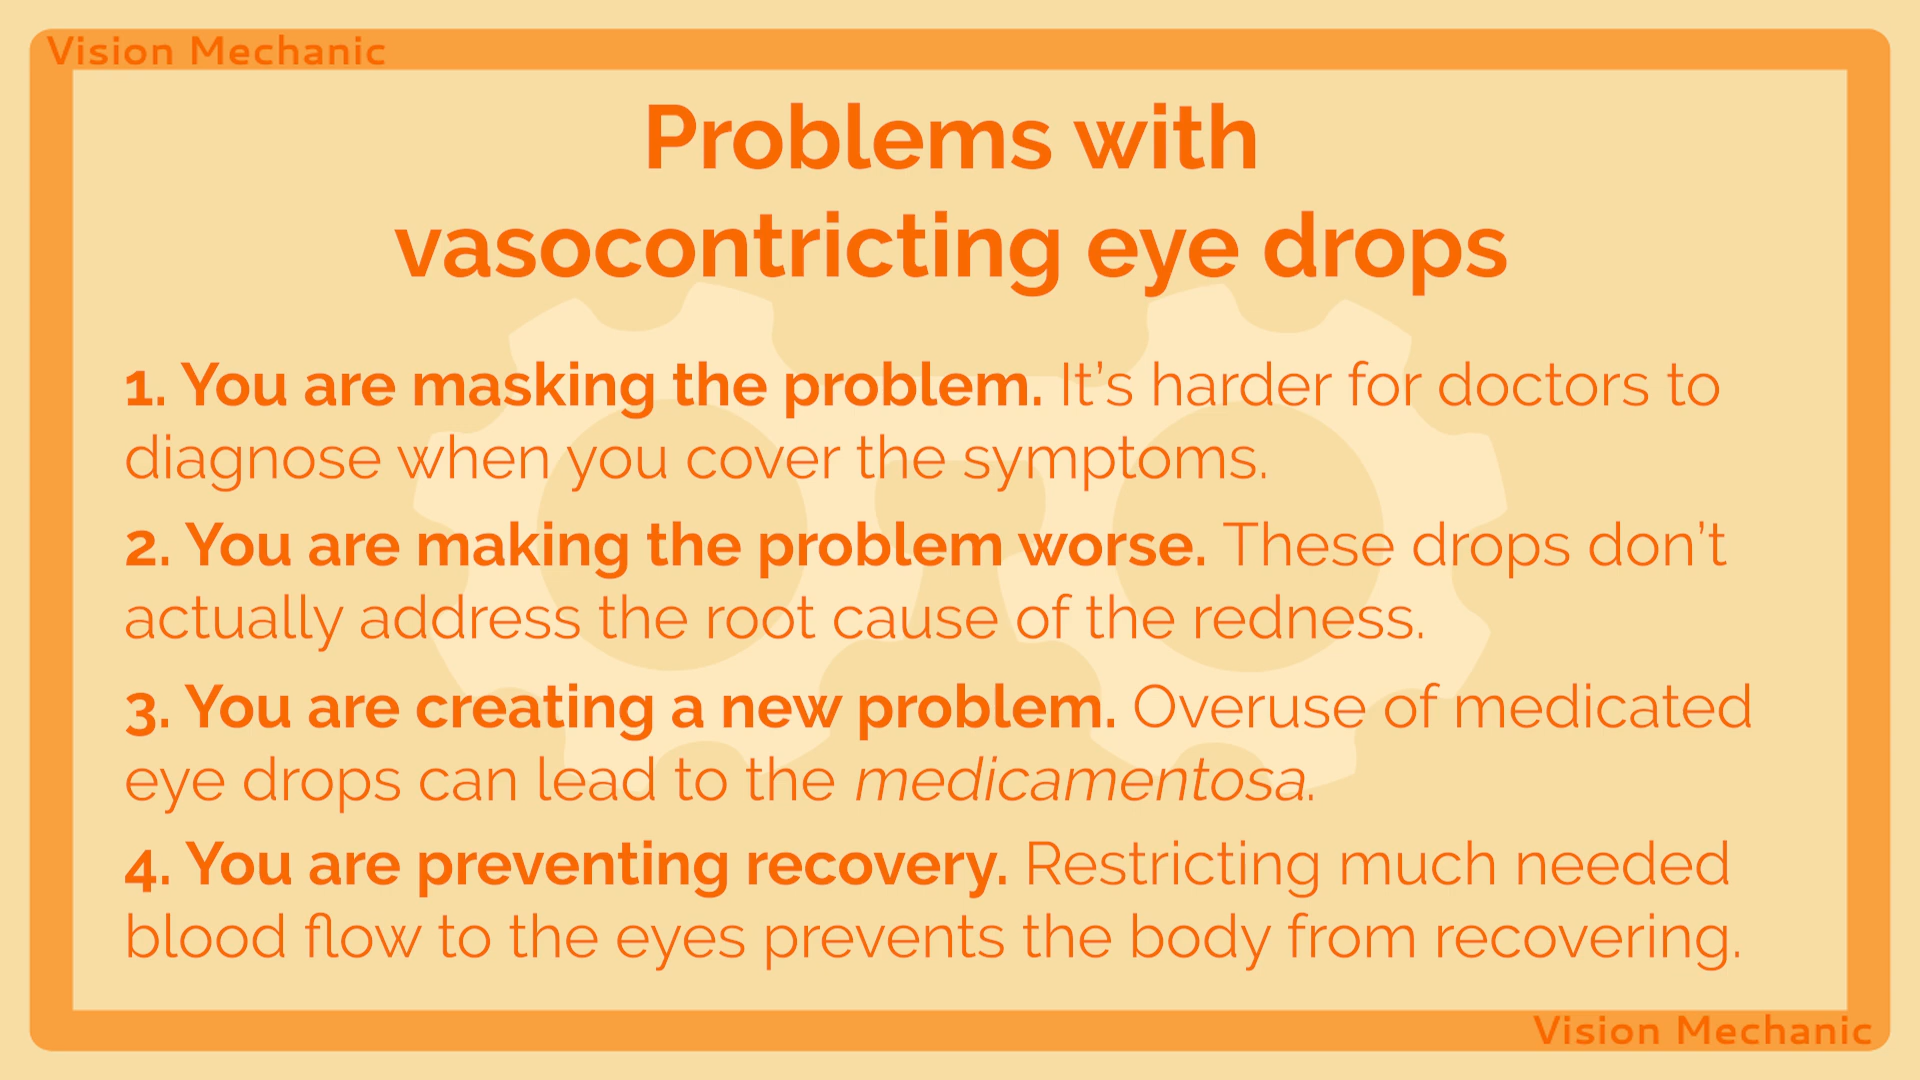 Vision Mechanic
Problems with
vasocontricting eye drops
1. You are masking the problem. It’s harder for doctors to
diagnose when you cover the symptoms.
2. You are making the problem worse. These drops don’t
actually address the root cause of the redness.
3. You are creating a new problem. Overuse of medicated
eye drops can lead to the medicamentosa.
4. You are preventing recovery. Restricting much needed
blood flow to the eyes prevents the body from recovering.
Vision Mechanic